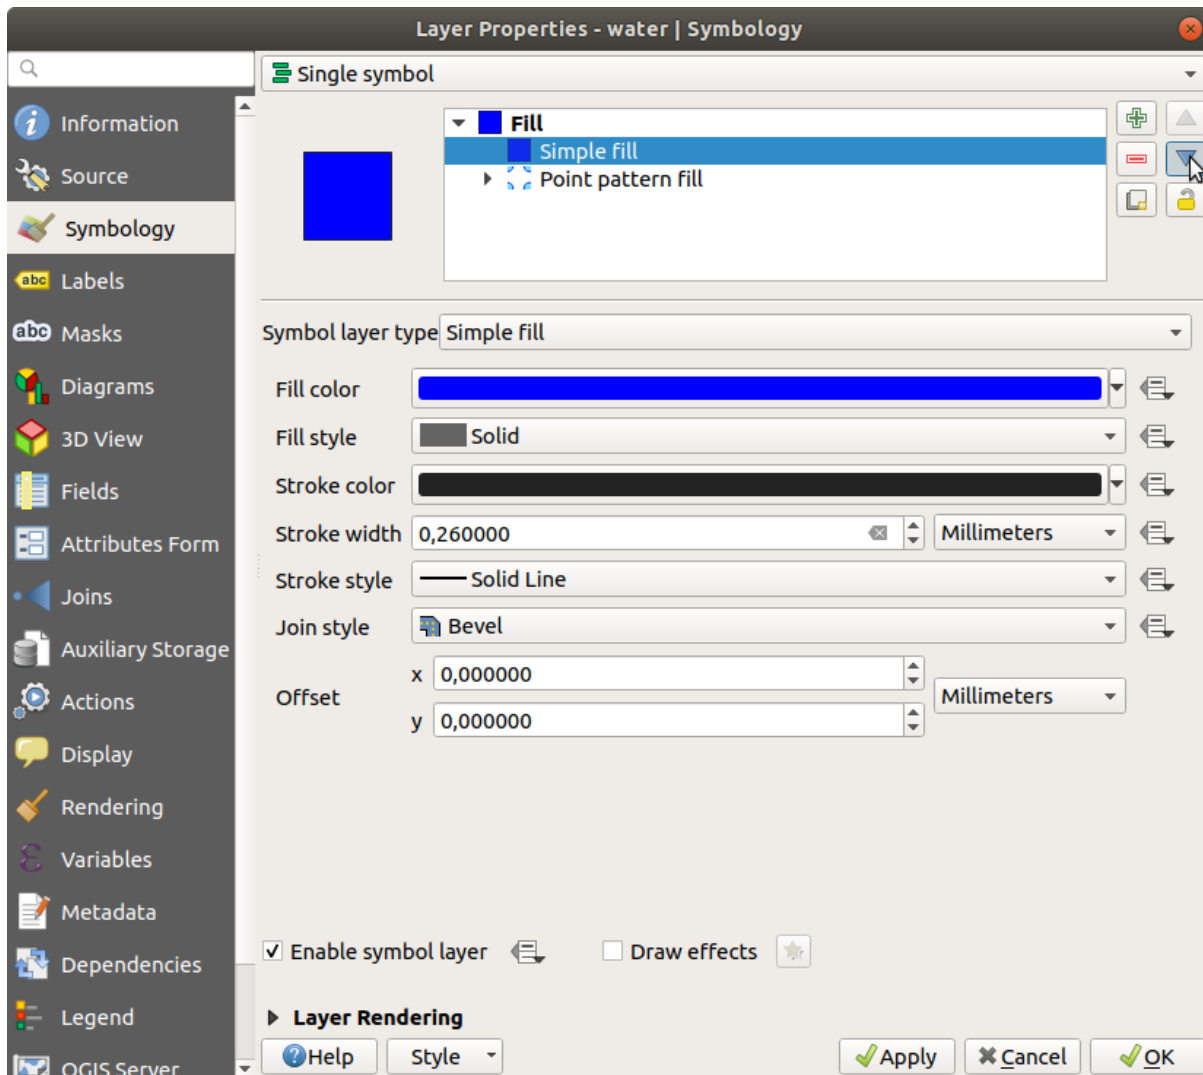 Layer Properties - water | Symbology
Single symbol
Information
Source
Symbology
Labels
Masks
Diagrams
3D View
Fields
Attributes Form
Joins
Auxiliary Storage
Actions
Display
Rendering
Variables
Metadata
Dependencies
Legend
QGIS Server
Fill
Simple fill
Point pattern fill
Symbol layer type Simple fill
Fill color
Fill style Solid
Stroke color
Stroke width 0,260000 Millimeters
Stroke style Solid Line
Join style Bevel
Offset x 0,000000 Millimeters
y 0,000000
Enable symbol layer Draw effects
Layer Rendering
Help Style Apply Cancel OK